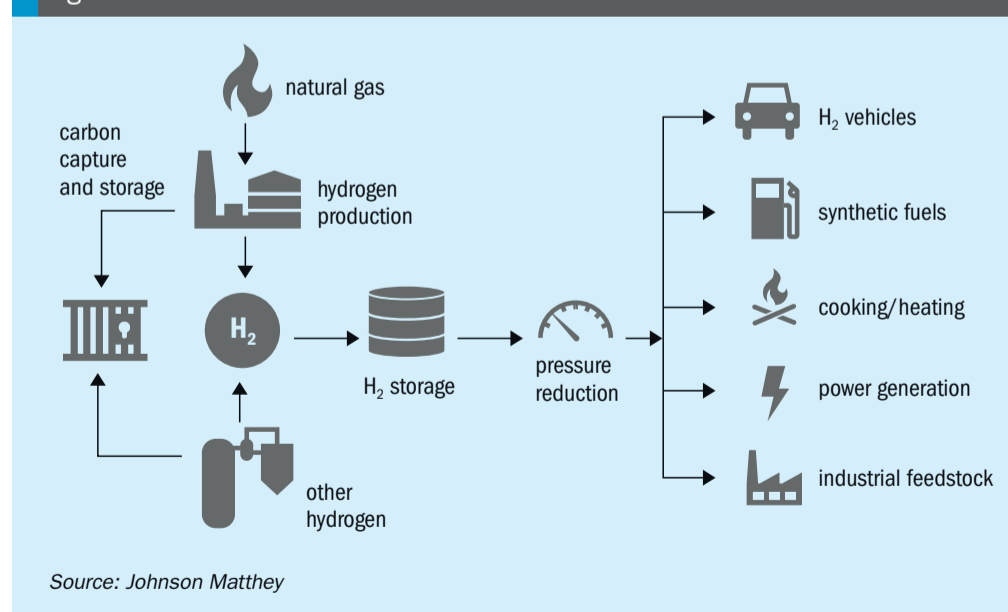 natural gas
carbon
capture
and storage
hydrogen
production
H₂
H₂ storage
pressure
reduction
other
hydrogen
H₂ vehicles
synthetic fuels
cooking/heating
power generation
industrial feedstock
Source: Johnson Matthey